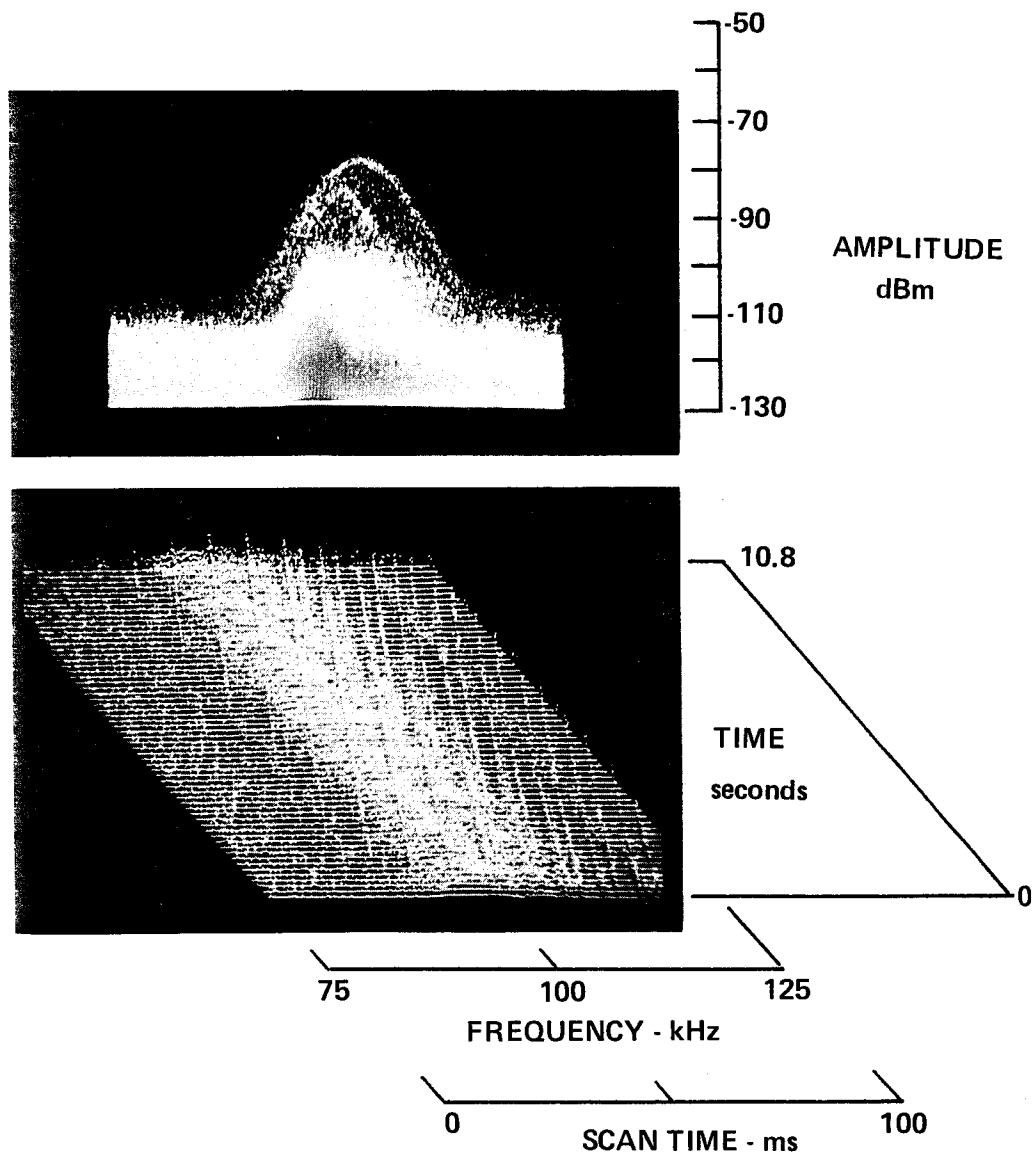 -50
-70
-90
AMPLITUDE
dBm
-110
-130
10.8
TIME
seconds
0
75 100 125
FREQUENCY - kHz
0 100
SCAN TIME - ms